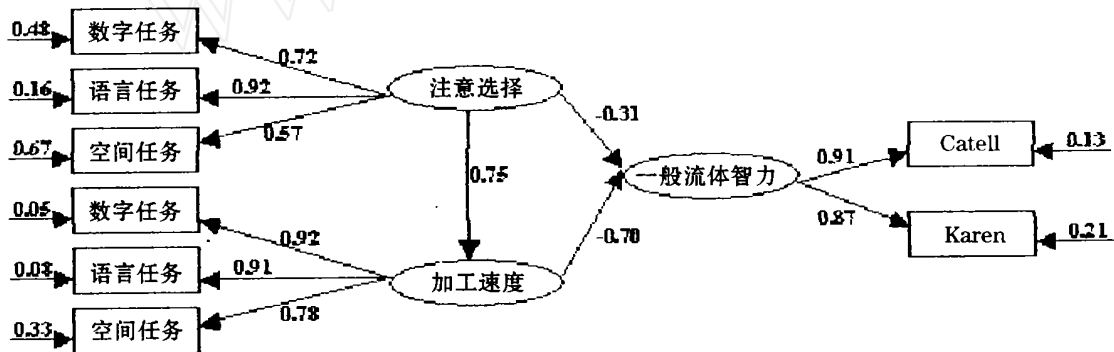 0.48
数字任务
0.72
0.16
语言任务
0.92
注意选择
0.57
-0.31
0.67
空间任务
Catell
0.13
0.91
0.75
一般流体智力
0.05
数字任务
0.87
0.92
-0.70
Karen
0.21
0.08
语言任务
0.91
加工速度
0.78
0.33
空间任务